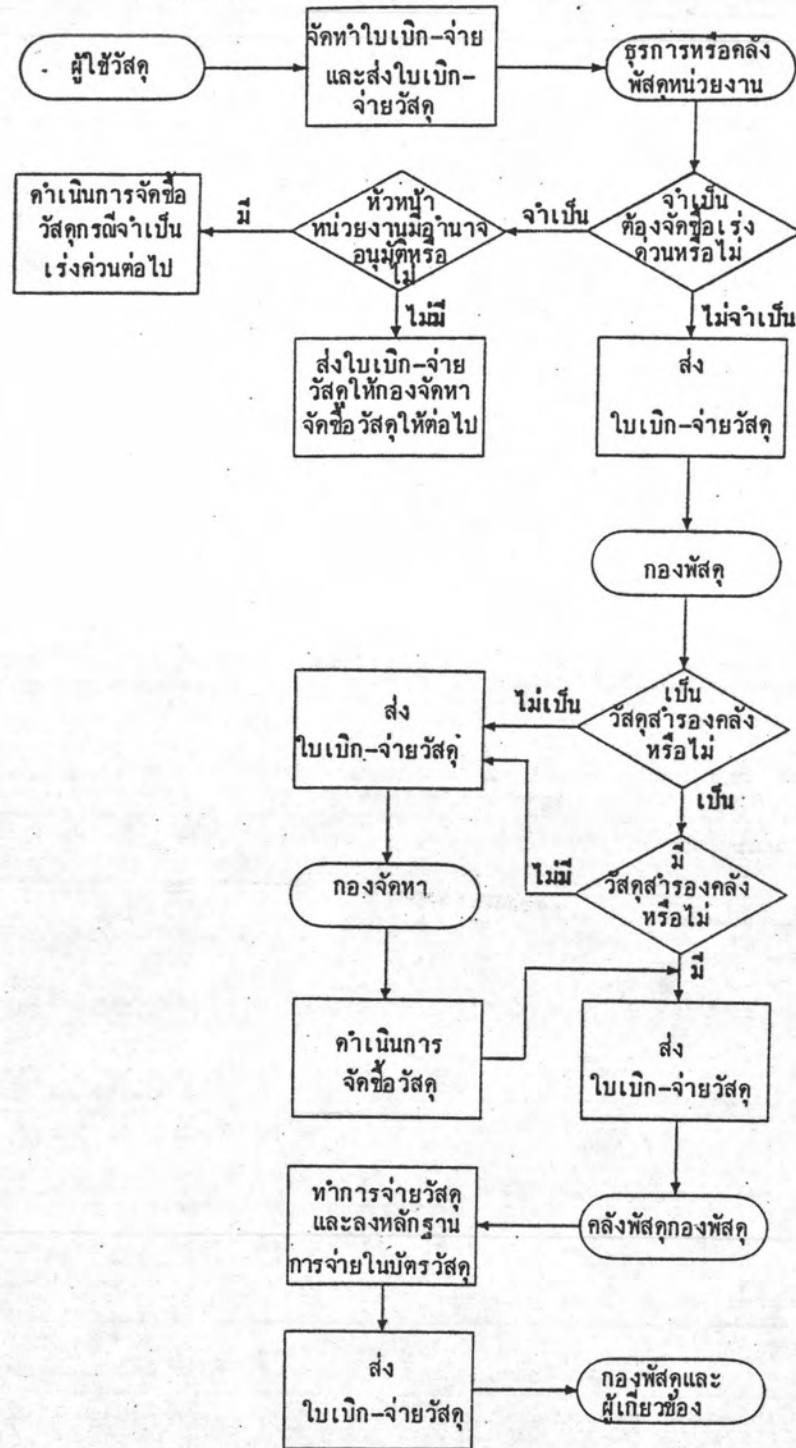 ผู้ใช้วัสดุ
จัดทำใบเบิก-จ่าย
และส่งใบเบิก-
จ่ายวัสดุ
ธุรการหรือคลัง
พัสดุหน่วยงาน
จำเป็น
ต้องจัดซื้อเร่ง
ด่วนหรือไม่
จำเป็น
หัวหน้า
หน่วยงานมีอำนาจ
อนุมัติหรือ
ไม่
มี
ดำเนินการจัดซื้อ
วัสดุกรณีจำเป็น
เร่งด่วนต่อไป
ไม่มี
ส่งใบเบิก-จ่าย
วัสดุให้กองจัดหา
จัดซื้อวัสดุให้ต่อไป
ไม่จำเป็น
ส่ง
ใบเบิก-จ่ายวัสดุ
กองพัสดุ
เป็น
วัสดุสำรองคลัง
หรือไม่
ไม่เป็น
ส่ง
ใบเบิก-จ่ายวัสดุ
เป็น
มี
วัสดุสำรองคลัง
หรือไม่
ไม่มี
กองจัดหา
ดำเนินการ
จัดซื้อวัสดุ
มี
ส่ง
ใบเบิก-จ่ายวัสดุ
คลังพัสดุกองพัสดุ
ทำการจ่ายวัสดุ
และลงหลักฐาน
การจ่ายในบัตรวัสดุ
ส่ง
ใบเบิก-จ่ายวัสดุ
กองพัสดุและ
ผู้เกี่ยวข้อง